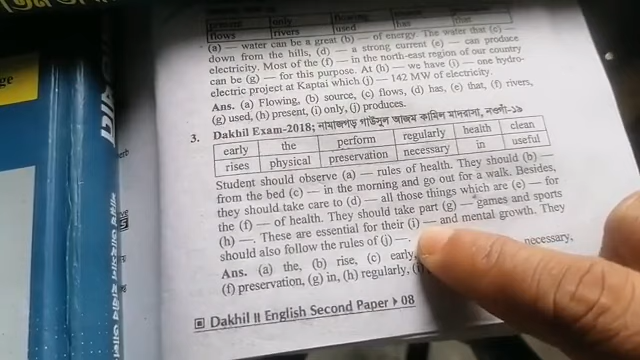 present only flowing source that
flows rivers used has
(a) — water can be a great (b) — of energy. The water that (c) —
down from the hills, (d) — a strong current (e) — can produce
electricity. Most of the (f) — in the north-east region of our country
can be (g) — for this purpose. At (h) — we have (i) — one hydro-
electric project at Kaptai which (j) — 142 MW of electricity.
Ans. (a) Flowing, (b) source, (c) flows, (d) has, (e) that, (f) rivers,
(g) used, (h) present, (i) only, (j) produces.
3. Dakhil Exam-2018;
early the perform regularly health clean
rises physical preservation necessary in useful
Student should observe (a) — rules of health. They should (b) —
from the bed (c) — in the morning and go out for a walk. Besides,
they should take care to (d) — all those things which are (e) — for
the (f) — of health. They should take part (g) — games and sports
(h) —. These are essential for their (i) — and mental growth. They
should also follow the rules of (j) —.
Ans. (a) the, (b) rise, (c) early, necessary,
(f) preservation, (g) in, (h) regularly,
Dakhil II English Second Paper ▸ 08